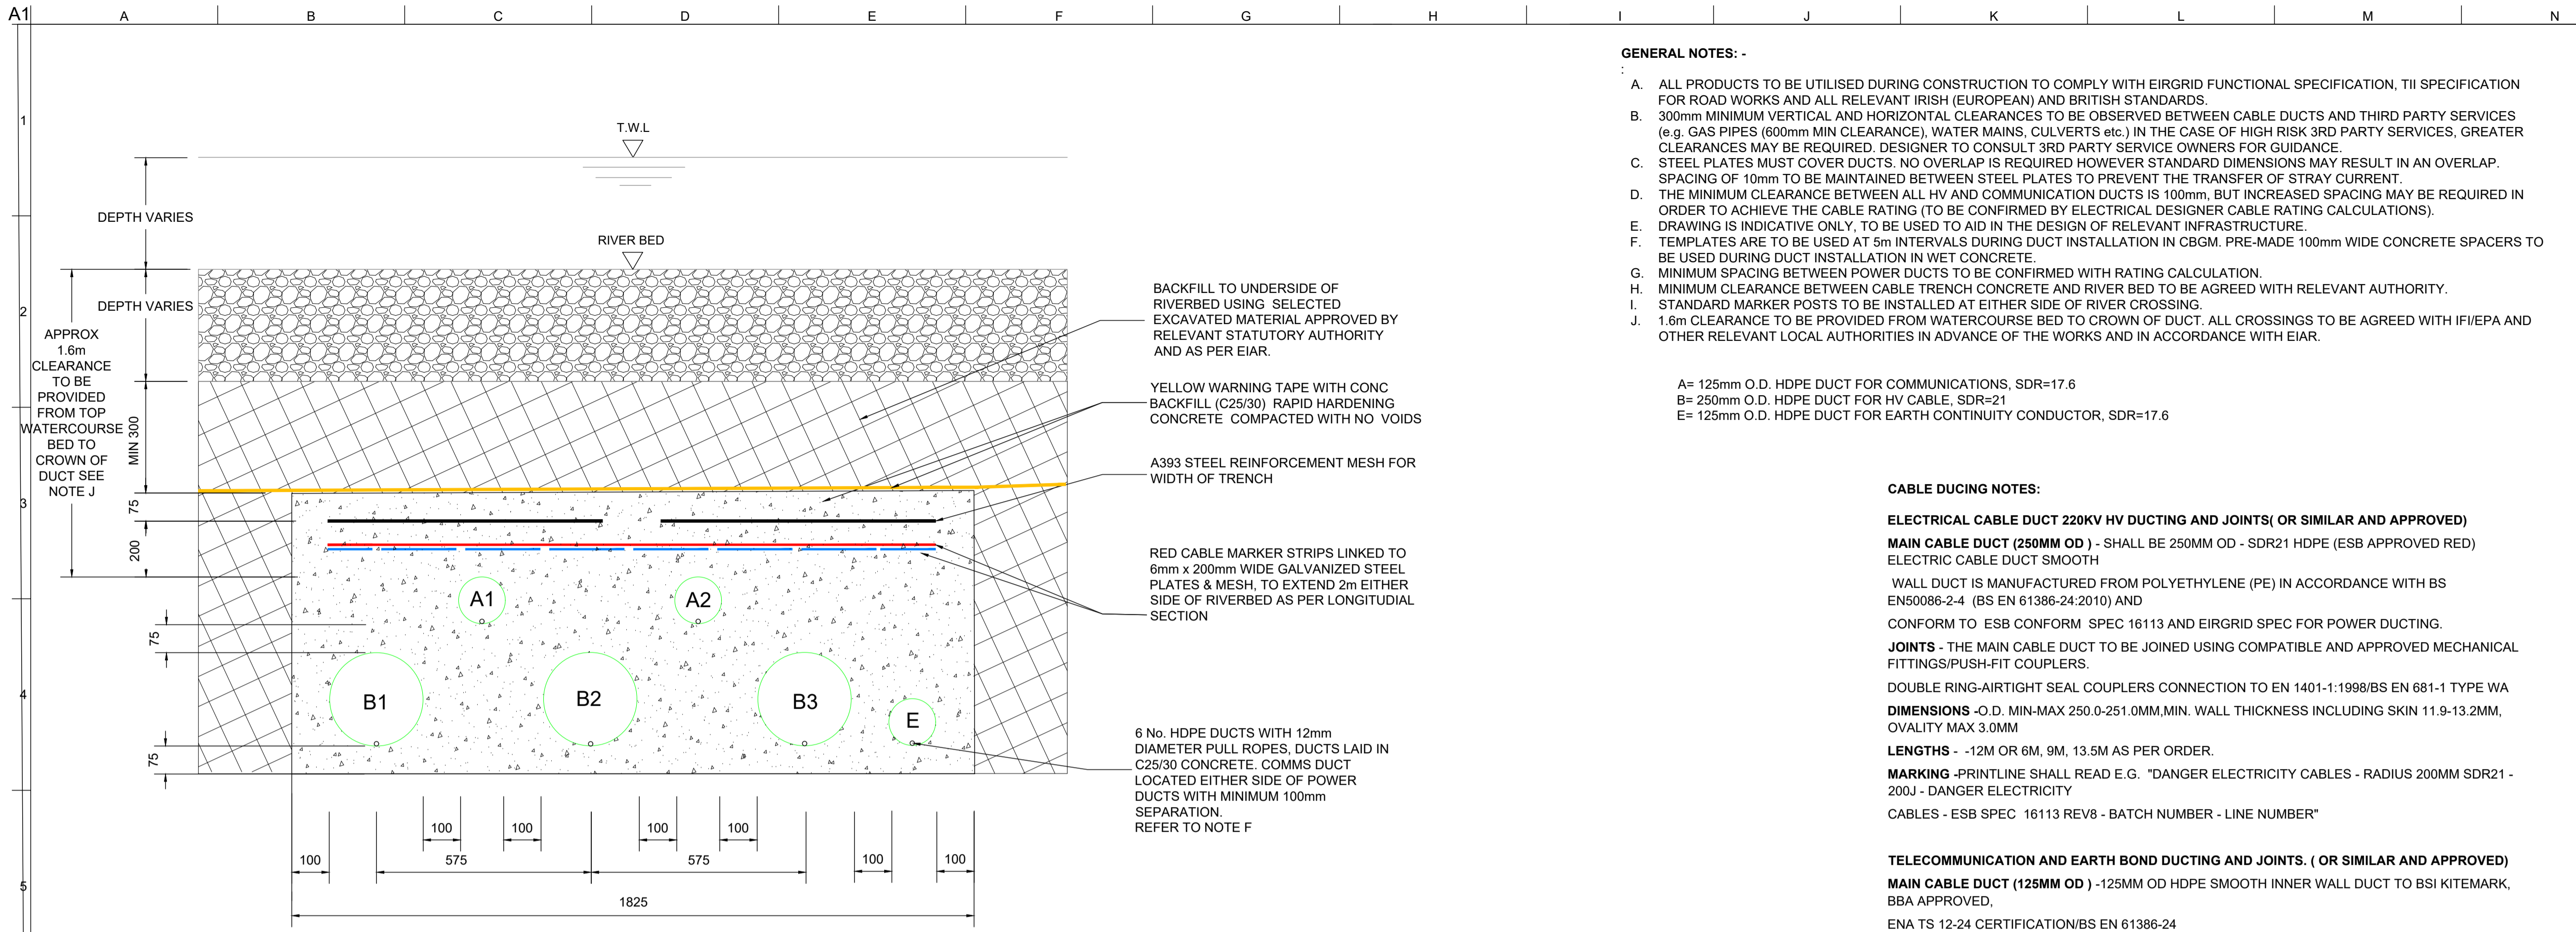 A1
A
B
C
D
E
F
G
H
I
J
K
L
M
N
1
2
3
4
5
T.W.L
RIVER BED
DEPTH VARIES
DEPTH VARIES
APPROX
1.6m
CLEARANCE
TO BE
PROVIDED
FROM TOP
WATERCOURSE
BED TO
CROWN OF
DUCT SEE
NOTE J
MIN 300
75
200
75
75
A1
A2
B1
B2
B3
E
100
100
100
100
100
575
575
100
100
1825
BACKFILL TO UNDERSIDE OF
RIVERBED USING SELECTED
EXCAVATED MATERIAL APPROVED BY
RELEVANT STATUTORY AUTHORITY
AND AS PER EIAR.
YELLOW WARNING TAPE WITH CONC
BACKFILL (C25/30) RAPID HARDENING
CONCRETE COMPACTED WITH NO VOIDS
A393 STEEL REINFORCEMENT MESH FOR
WIDTH OF TRENCH
RED CABLE MARKER STRIPS LINKED TO
6mm x 200mm WIDE GALVANIZED STEEL
PLATES & MESH, TO EXTEND 2m EITHER
SIDE OF RIVERBED AS PER LONGITUDIAL
SECTION
6 No. HDPE DUCTS WITH 12mm
DIAMETER PULL ROPES, DUCTS LAID IN
C25/30 CONCRETE. COMMS DUCT
LOCATED EITHER SIDE OF POWER
DUCTS WITH MINIMUM 100mm
SEPARATION.
REFER TO NOTE F
GENERAL NOTES: -
:
A. ALL PRODUCTS TO BE UTILISED DURING CONSTRUCTION TO COMPLY WITH EIRGRID FUNCTIONAL SPECIFICATION, TII SPECIFICATION
FOR ROAD WORKS AND ALL RELEVANT IRISH (EUROPEAN) AND BRITISH STANDARDS.
B. 300mm MINIMUM VERTICAL AND HORIZONTAL CLEARANCES TO BE OBSERVED BETWEEN CABLE DUCTS AND THIRD PARTY SERVICES
(e.g. GAS PIPES (600mm MIN CLEARANCE), WATER MAINS, CULVERTS etc.) IN THE CASE OF HIGH RISK 3RD PARTY SERVICES, GREATER
CLEARANCES MAY BE REQUIRED. DESIGNER TO CONSULT 3RD PARTY SERVICE OWNERS FOR GUIDANCE.
C. STEEL PLATES MUST COVER DUCTS. NO OVERLAP IS REQUIRED HOWEVER STANDARD DIMENSIONS MAY RESULT IN AN OVERLAP.
SPACING OF 10mm TO BE MAINTAINED BETWEEN STEEL PLATES TO PREVENT THE TRANSFER OF STRAY CURRENT.
D. THE MINIMUM CLEARANCE BETWEEN ALL HV AND COMMUNICATION DUCTS IS 100mm, BUT INCREASED SPACING MAY BE REQUIRED IN
ORDER TO ACHIEVE THE CABLE RATING (TO BE CONFIRMED BY ELECTRICAL DESIGNER CABLE RATING CALCULATIONS).
E. DRAWING IS INDICATIVE ONLY, TO BE USED TO AID IN THE DESIGN OF RELEVANT INFRASTRUCTURE.
F. TEMPLATES ARE TO BE USED AT 5m INTERVALS DURING DUCT INSTALLATION IN CBGM. PRE-MADE 100mm WIDE CONCRETE SPACERS TO
BE USED DURING DUCT INSTALLATION IN WET CONCRETE.
G. MINIMUM SPACING BETWEEN POWER DUCTS TO BE CONFIRMED WITH RATING CALCULATION.
H. MINIMUM CLEARANCE BETWEEN CABLE TRENCH CONCRETE AND RIVER BED TO BE AGREED WITH RELEVANT AUTHORITY.
I. STANDARD MARKER POSTS TO BE INSTALLED AT EITHER SIDE OF RIVER CROSSING.
J. 1.6m CLEARANCE TO BE PROVIDED FROM WATERCOURSE BED TO CROWN OF DUCT. ALL CROSSINGS TO BE AGREED WITH IFI/EPA AND
OTHER RELEVANT LOCAL AUTHORITIES IN ADVANCE OF THE WORKS AND IN ACCORDANCE WITH EIAR.
A= 125mm O.D. HDPE DUCT FOR COMMUNICATIONS, SDR=17.6
B= 250mm O.D. HDPE DUCT FOR HV CABLE, SDR=21
E= 125mm O.D. HDPE DUCT FOR EARTH CONTINUITY CONDUCTOR, SDR=17.6
CABLE DUCING NOTES:
ELECTRICAL CABLE DUCT 220KV HV DUCTING AND JOINTS( OR SIMILAR AND APPROVED)
MAIN CABLE DUCT (250MM OD ) - SHALL BE 250MM OD - SDR21 HDPE (ESB APPROVED RED)
ELECTRIC CABLE DUCT SMOOTH
WALL DUCT IS MANUFACTURED FROM POLYETHYLENE (PE) IN ACCORDANCE WITH BS
EN50086-2-4 (BS EN 61386-24:2010) AND
CONFORM TO ESB CONFORM SPEC 16113 AND EIRGRID SPEC FOR POWER DUCTING.
JOINTS - THE MAIN CABLE DUCT TO BE JOINED USING COMPATIBLE AND APPROVED MECHANICAL
FITTINGS/PUSH-FIT COUPLERS.
DOUBLE RING-AIRTIGHT SEAL COUPLERS CONNECTION TO EN 1401-1:1998/BS EN 681-1 TYPE WA
DIMENSIONS -O.D. MIN-MAX 250.0-251.0MM,MIN. WALL THICKNESS INCLUDING SKIN 11.9-13.2MM,
OVALITY MAX 3.0MM
LENGTHS - -12M OR 6M, 9M, 13.5M AS PER ORDER.
MARKING -PRINTLINE SHALL READ E.G. "DANGER ELECTRICITY CABLES - RADIUS 200MM SDR21 -
200J - DANGER ELECTRICITY
CABLES - ESB SPEC 16113 REV8 - BATCH NUMBER - LINE NUMBER"
TELECOMMUNICATION AND EARTH BOND DUCTING AND JOINTS. ( OR SIMILAR AND APPROVED)
MAIN CABLE DUCT (125MM OD ) -125MM OD HDPE SMOOTH INNER WALL DUCT TO BSI KITEMARK,
BBA APPROVED,
ENA TS 12-24 CERTIFICATION/BS EN 61386-24